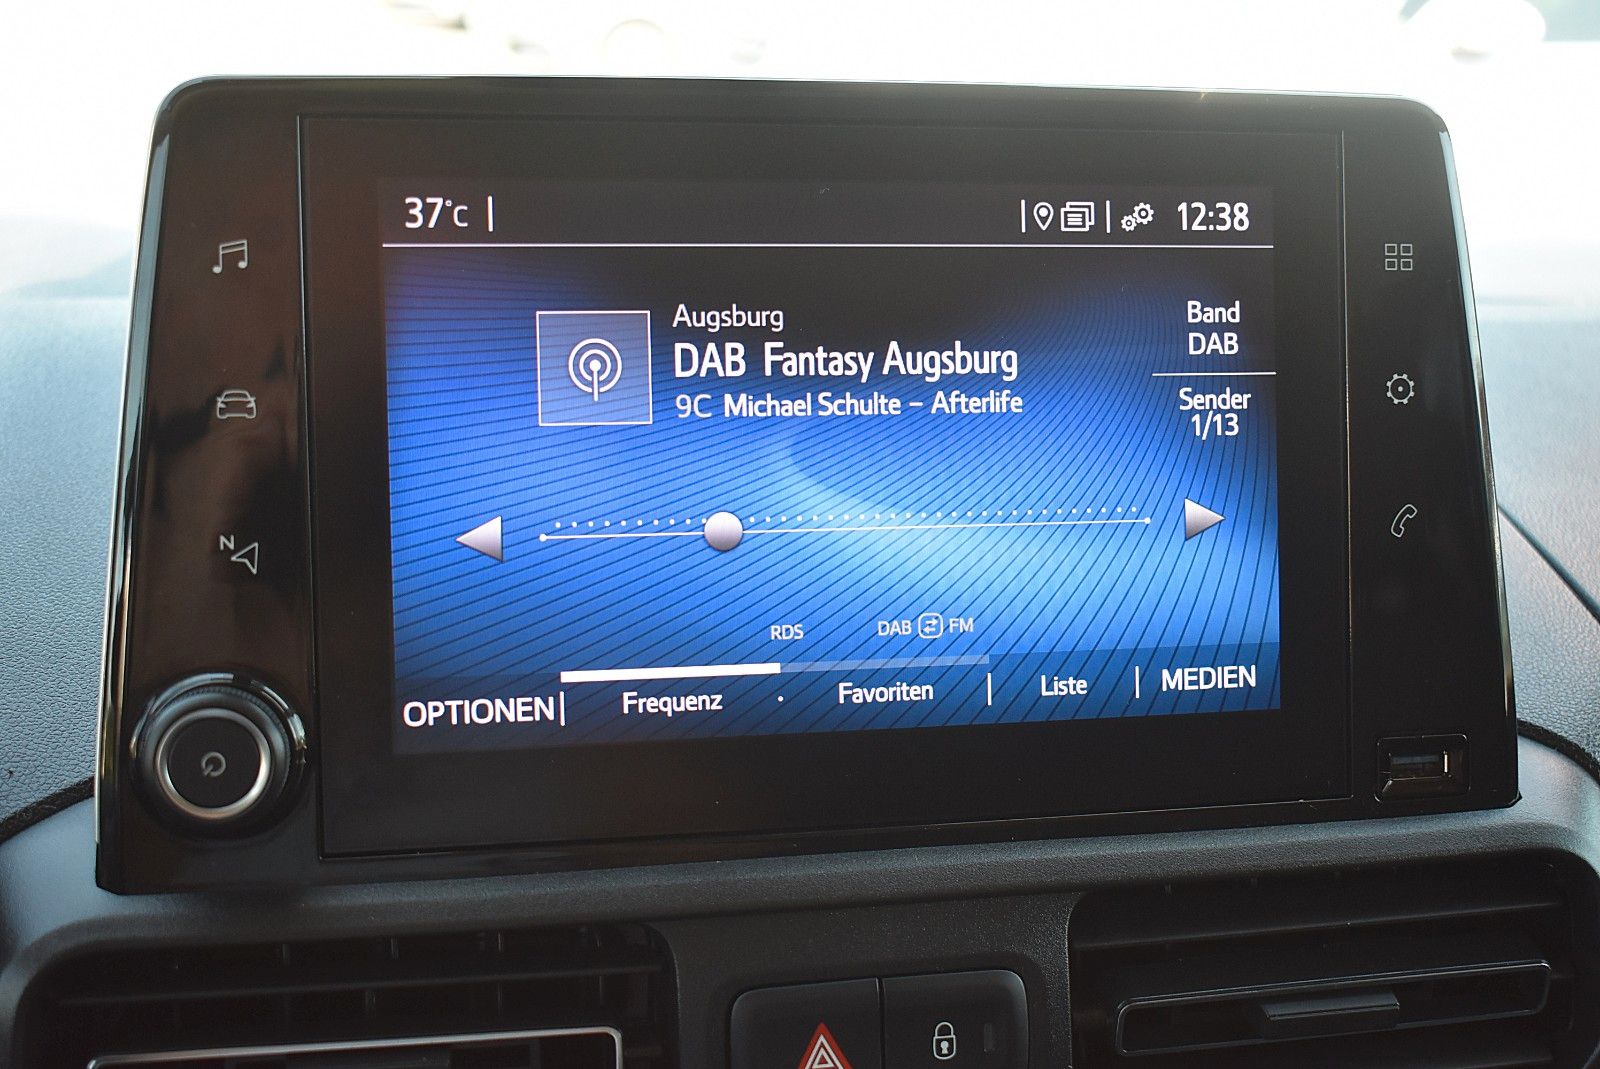 37°C
12:38
Augsburg
DAB Fantasy Augsburg
9C Michael Schulte – Afterlife
Band
DAB
Sender
1/13
N
RDS
DAB FM
OPTIONEN Frequenz Favoriten Liste MEDIEN